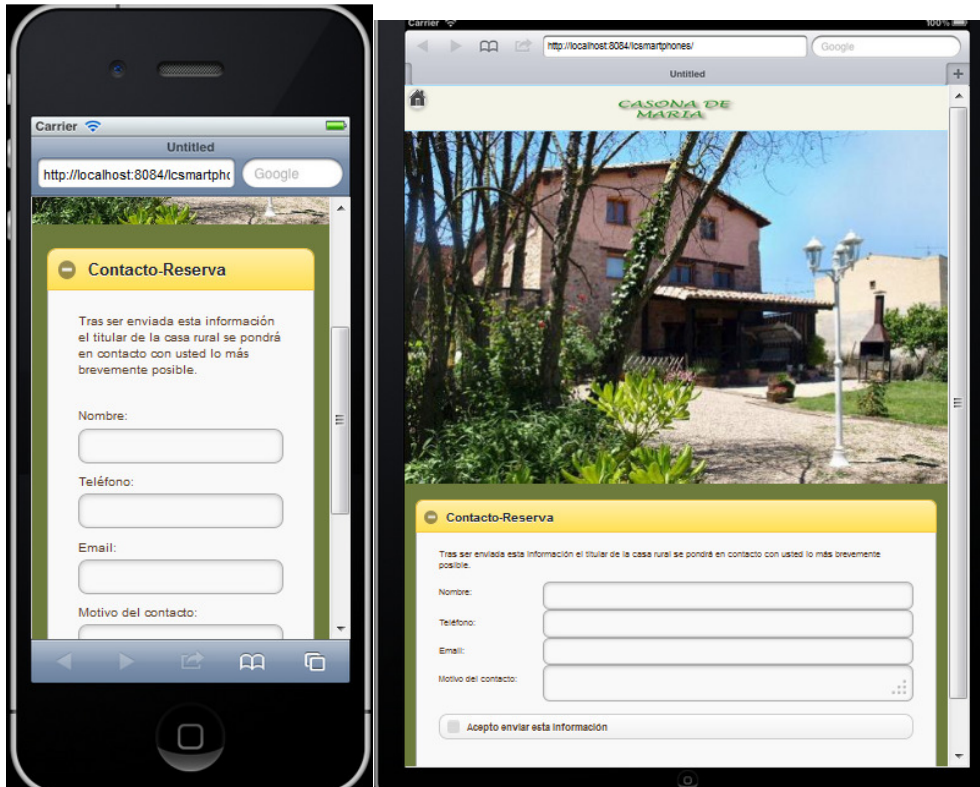 Carrier
Untitled
http://localhost:8084/lcsmartpho
Google
Contacto-Reserva
Tras ser enviada esta información
el titular de la casa rural se pondrá
en contacto con usted lo más
brevemente posible.
Nombre:
Teléfono:
Email:
Motivo del contacto:
Carrier
100%
http://localhost:8084/lcsmartphones/
Google
Untitled
CASONA DE
MARIA
Contacto-Reserva
Tras ser enviada esta información el titular de la casa rural se pondrá en contacto con usted lo más brevemente
posible.
Nombre:
Teléfono:
Email:
Motivo del contacto:
Acepto enviar esta información